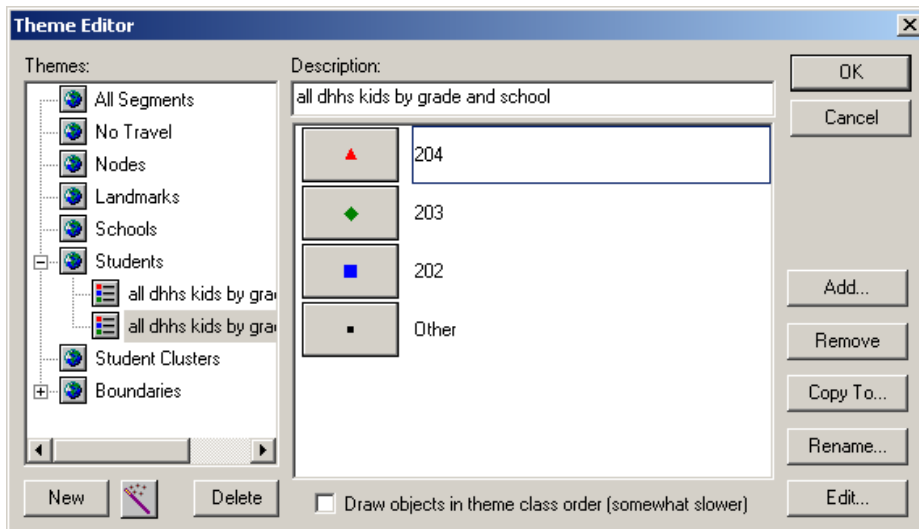 Theme Editor
Themes:
All Segments
No Travel
Nodes
Landmarks
Schools
Students
all dhhs kids by gra
all dhhs kids by gra
Student Clusters
Boundaries
New
Delete
Description:
all dhhs kids by grade and school
204
203
202
Other
Draw objects in theme class order (somewhat slower)
OK
Cancel
Add...
Remove
Copy To...
Rename...
Edit...